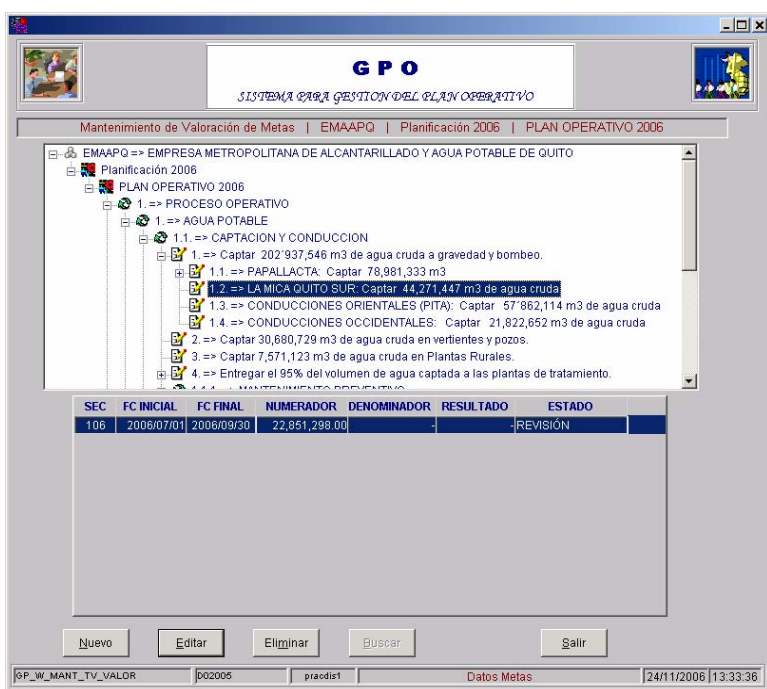 G P O
SISTEMA PARA GESTION DEL PLAN OPERATIVO
Mantenimiento de Valoración de Metas | EMAAPQ | Planificación 2006 | PLAN OPERATIVO 2006
EMAAPQ => EMPRESA METROPOLITANA DE ALCANTARILLADO Y AGUA POTABLE DE QUITO
Planificación 2006
PLAN OPERATIVO 2006
1. => PROCESO OPERATIVO
1. => AGUA POTABLE
1.1. => CAPTACION Y CONDUCCION
1. => Captar 202´937,546 m3 de agua cruda a gravedad y bombeo.
1.1. => PAPALLACTA: Captar 78,981,333 m3
1.2. => LA MICA QUITO SUR: Captar 44,271,447 m3 de agua cruda
1.3. => CONDUCCIONES ORIENTALES (PITA): Captar 57´862,114 m3 de agua cruda
1.4. => CONDUCCIONES OCCIDENTALES: Captar 21,822,652 m3 de agua cruda
2. => Captar 30,680,729 m3 de agua cruda en vertientes y pozos.
3. => Captar 7,571,123 m3 de agua cruda en Plantas Rurales.
4. => Entregar el 95% del volumen de agua captada a las plantas de tratamiento.
1.1.1. => MANTENIMIENTO PREVENTIVO
SEC FC INICIAL FC FINAL NUMERADOR DENOMINADOR RESULTADO ESTADO
106 2006/07/01 2006/09/30 22,851,298.00 - - REVISIÓN
Nuevo Editar Eliminar Buscar Salir
GP_W_MANT_TV_VALOR D02005 pracdis1 Datos Metas 24/11/2006 13:33:36